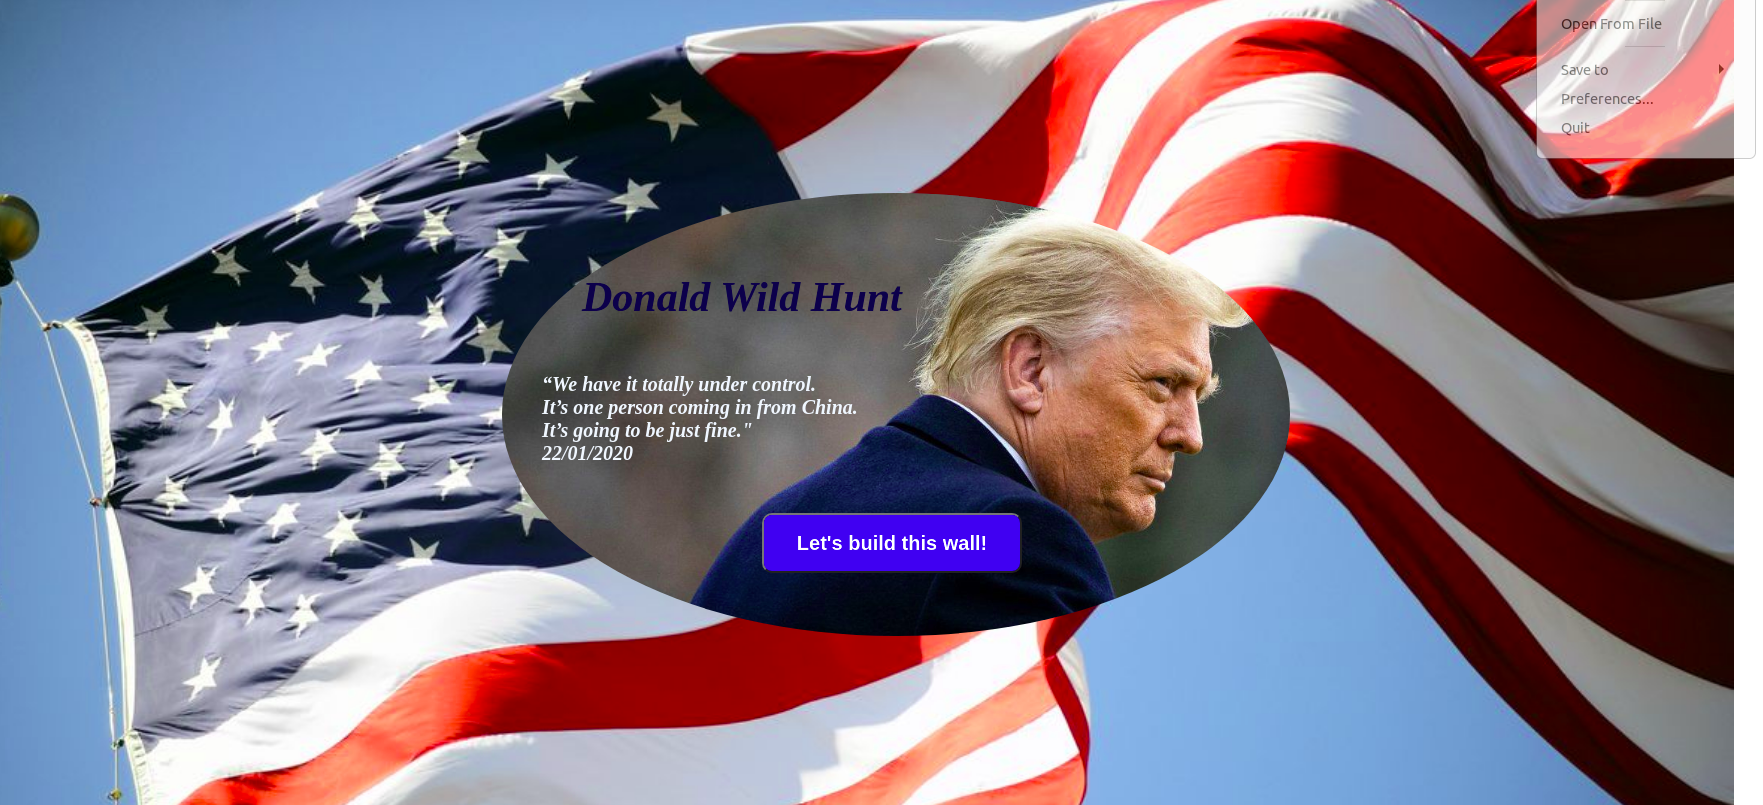 Open From File
Save to
Preferences...
Quit
Donald Wild Hunt
“We have it totally under control.
It’s one person coming in from China.
It’s going to be just fine."
22/01/2020
Let's build this wall!